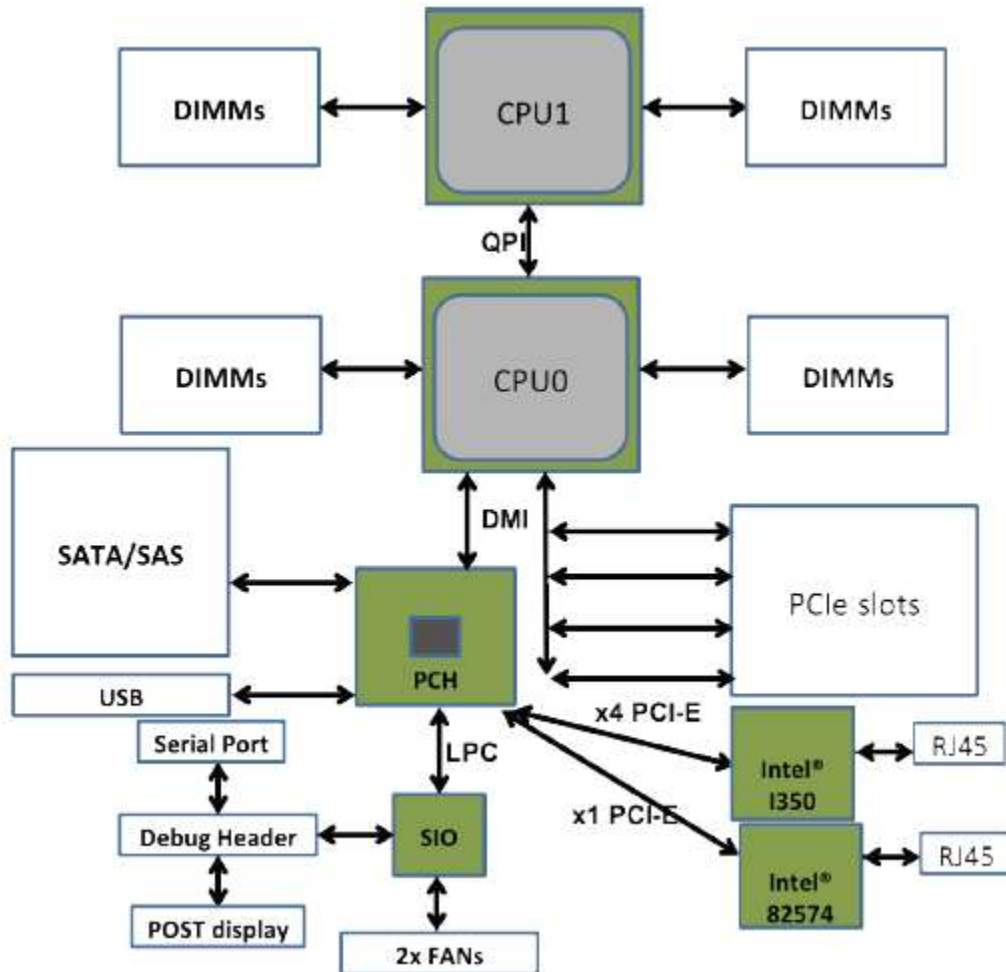 DIMMs
CPU1
DIMMs
QPI
DIMMs
CPU0
DIMMs
DMI
SATA/SAS
PCIe slots
PCH
USB
x4 PCI-E
Serial Port
LPC
Intel®
I350
RJ45
x1 PCI-E
Debug Header
SIO
RJ45
Intel®
82574
POST display
2x FANs